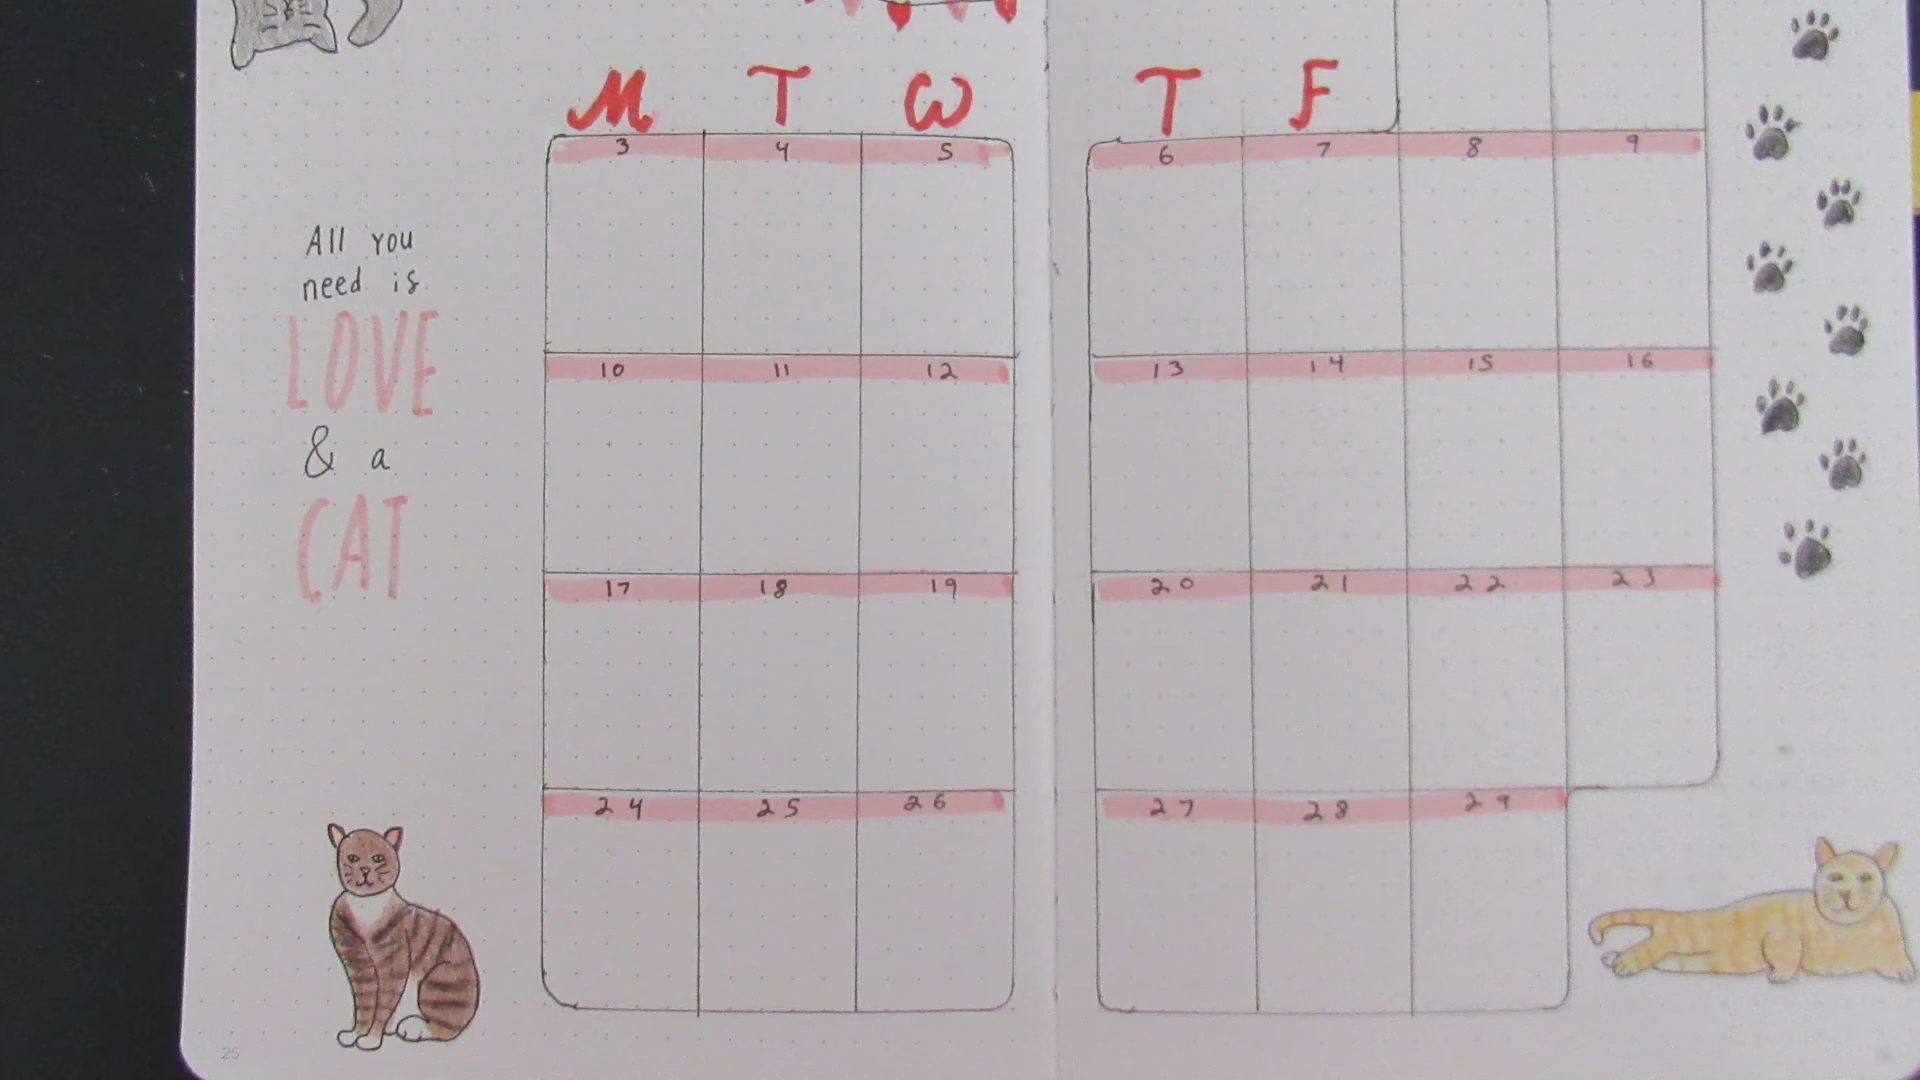 M T W T F
3 4 5 6 7 8 9
All you
need is
LOVE
& a
CAT
10 11 12 13 14 15 16
17 18 19 20 21 22 23
24 25 26 27 28 29
25